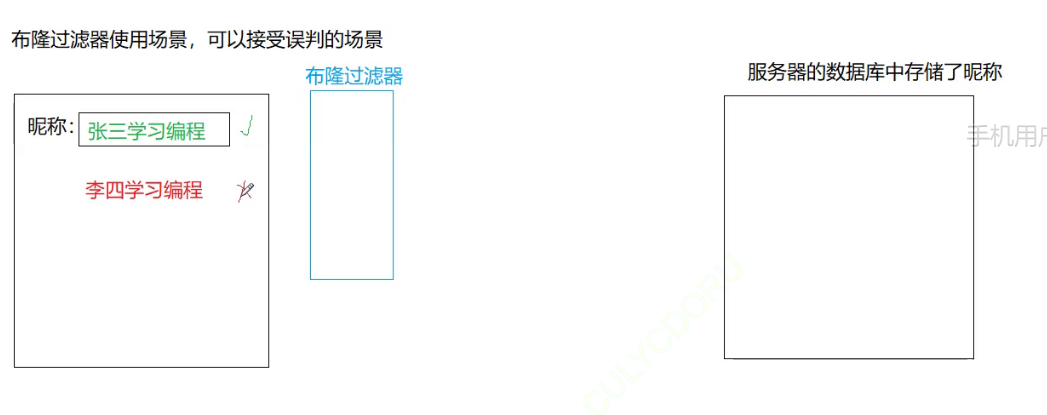 布隆过滤器使用场景，可以接受误判的场景
布隆过滤器
服务器的数据库中存储了昵称
昵称：
张三学习编程
手机用户
李四学习编程
CULYCDORU